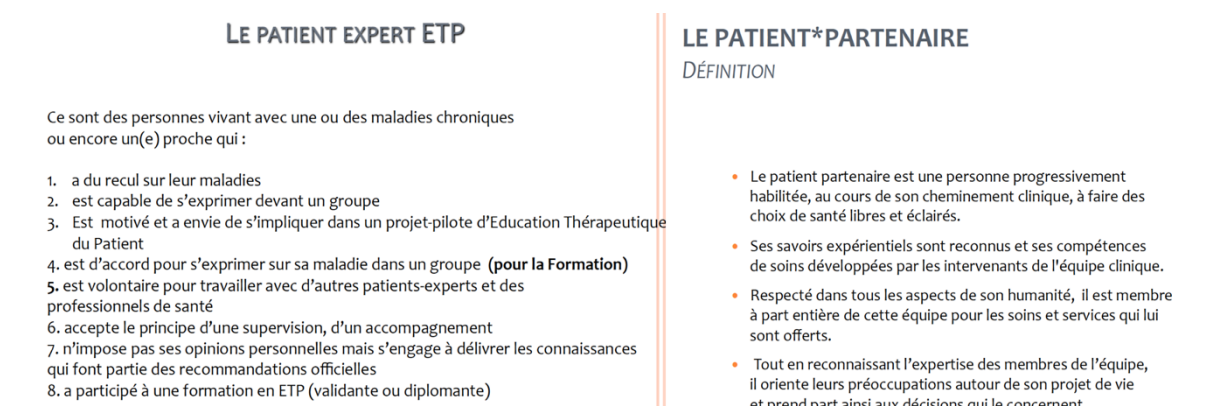 LE PATIENT EXPERT ETP
Ce sont des personnes vivant avec une ou des maladies chroniques
ou encore un(e) proche qui :
1. a du recul sur leur maladies
2. est capable de s’exprimer devant un groupe
3. Est motivé et a envie de s’impliquer dans un projet-pilote d’Education Thérapeutique
du Patient
4. est d’accord pour s’exprimer sur sa maladie dans un groupe (pour la Formation)
5. est volontaire pour travailler avec d’autres patients-experts et des
professionnels de santé
6. accepte le principe d’une supervision, d’un accompagnement
7. n’impose pas ses opinions personnelles mais s’engage à délivrer les connaissances
qui font partie des recommandations officielles
8. a participé à une formation en ETP (validante ou diplomante)
LE PATIENT*PARTENAIRE
DÉFINITION
• Le patient partenaire est une personne progressivement
habilitée, au cours de son cheminement clinique, à faire des
choix de santé libres et éclairés.
• Ses savoirs expérientiels sont reconnus et ses compétences
de soins développées par les intervenants de l'équipe clinique.
• Respecté dans tous les aspects de son humanité, il est membre
à part entière de cette équipe pour les soins et services qui lui
sont offerts.
• Tout en reconnaissant l’expertise des membres de l’équipe,
il oriente leurs préoccupations autour de son projet de vie
et prend part ainsi aux décisions qui le concernent